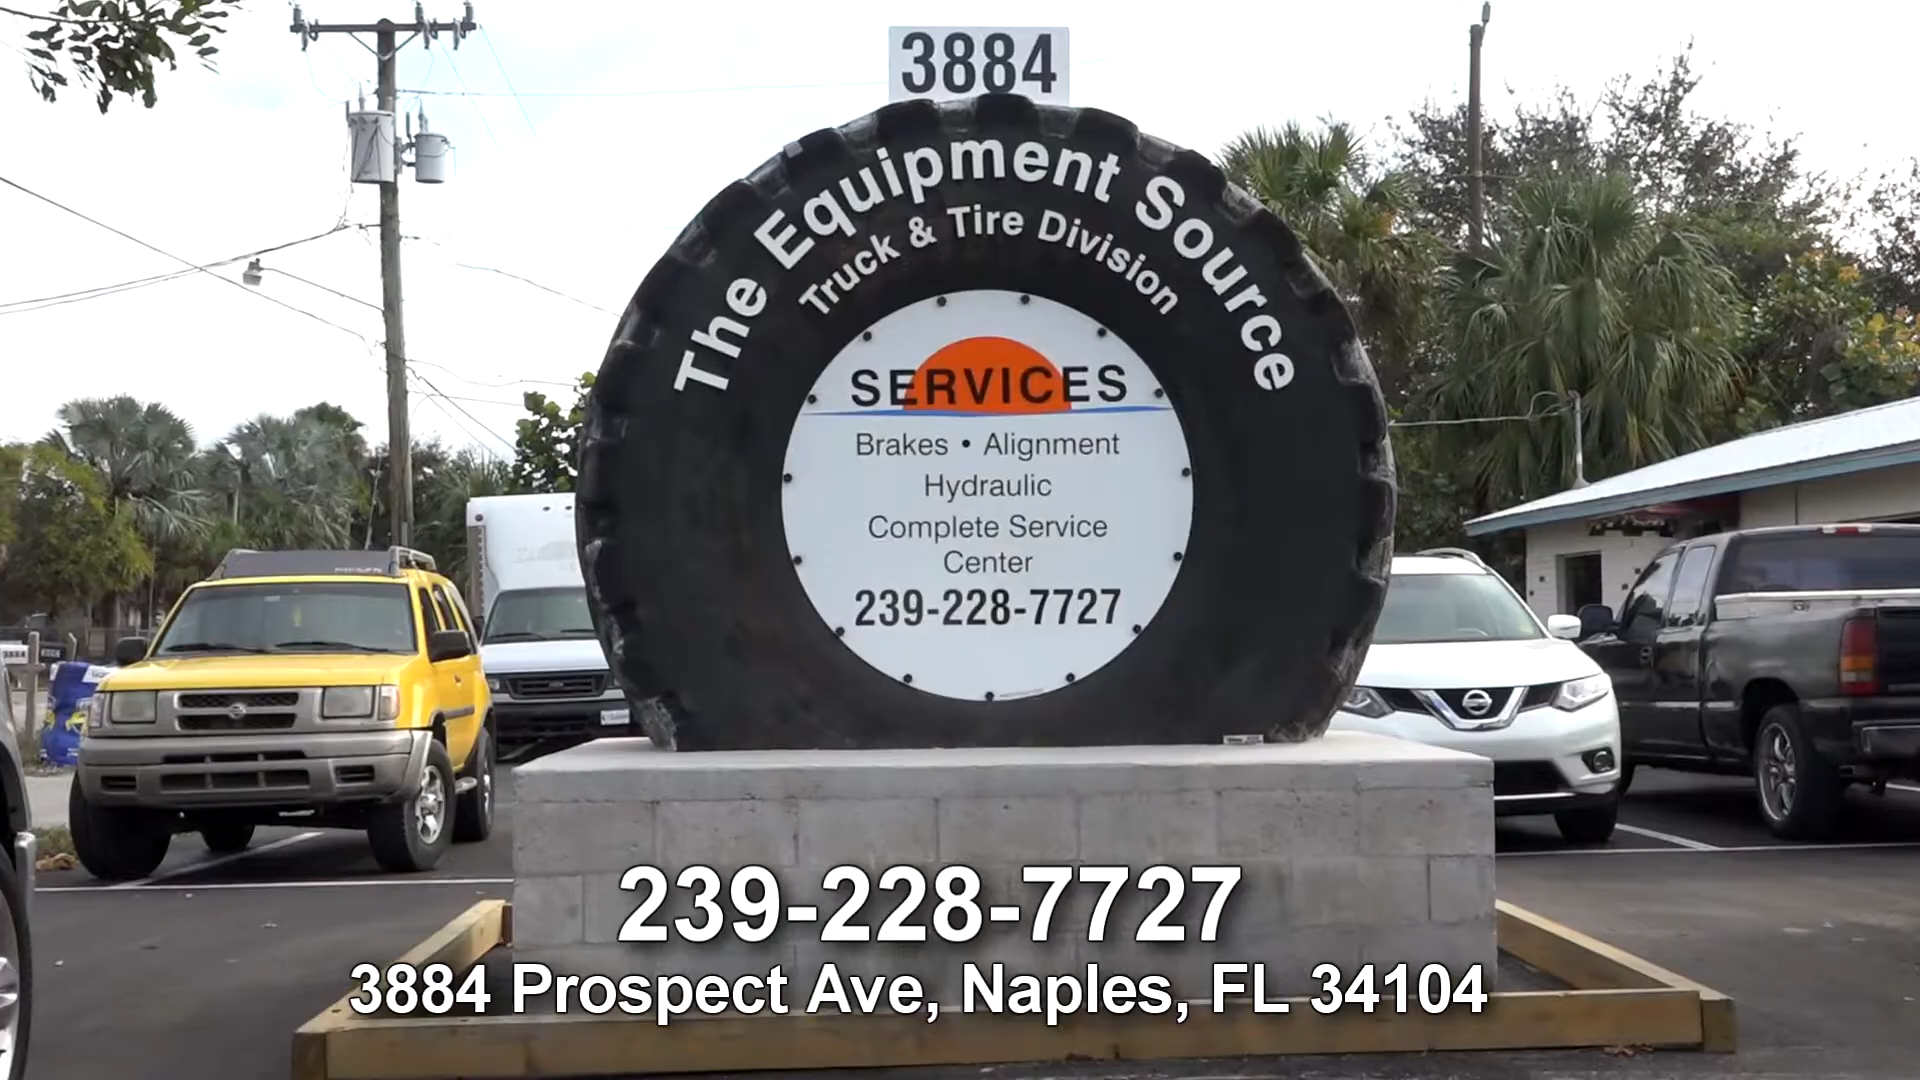 3884
The Equipment Source
Truck & Tire Division
SERVICES
Brakes • Alignment
Hydraulic
Complete Service
Center
239-228-7727
239-228-7727
3884 Prospect Ave, Naples, FL 34104